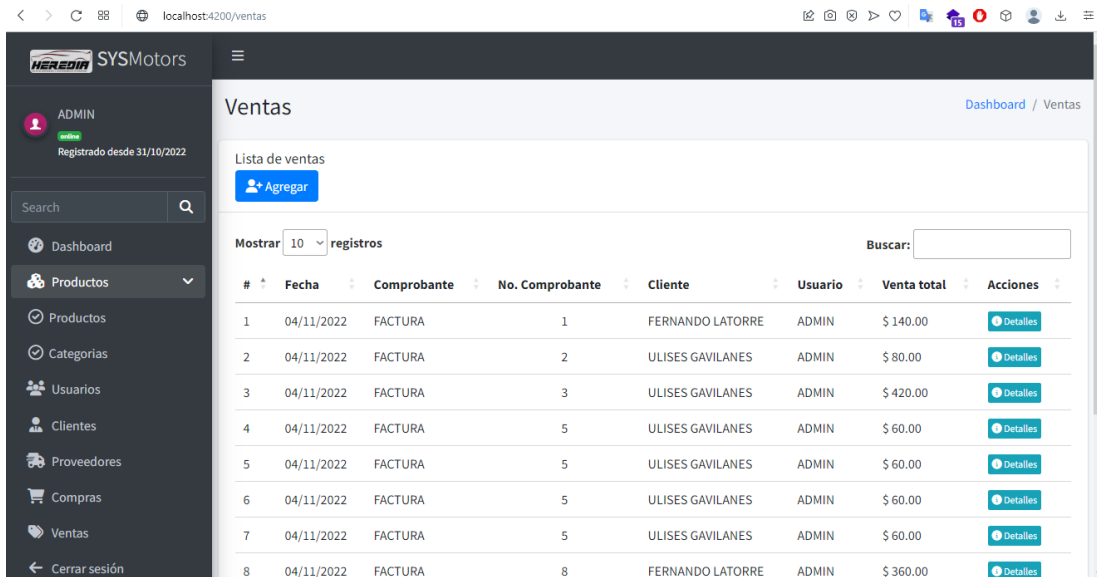 localhost:4200/ventas
15
HEREDIA SYSMotors
ADMIN
online
Registrado desde 31/10/2022
Search
Dashboard
Productos
Productos
Categorias
Usuarios
Clientes
Proveedores
Compras
Ventas
Cerrar sesión
Ventas
Dashboard / Ventas
Lista de ventas
Agregar
Mostrar 10 registros
Buscar:
# Fecha Comprobante No. Comprobante Cliente Usuario Venta total Acciones
1 04/11/2022 FACTURA 1 FERNANDO LATORRE ADMIN $ 140.00 Detalles
2 04/11/2022 FACTURA 2 ULISES GAVILANES ADMIN $ 80.00 Detalles
3 04/11/2022 FACTURA 3 ULISES GAVILANES ADMIN $ 420.00 Detalles
4 04/11/2022 FACTURA 5 ULISES GAVILANES ADMIN $ 60.00 Detalles
5 04/11/2022 FACTURA 5 ULISES GAVILANES ADMIN $ 60.00 Detalles
6 04/11/2022 FACTURA 5 ULISES GAVILANES ADMIN $ 60.00 Detalles
7 04/11/2022 FACTURA 5 ULISES GAVILANES ADMIN $ 60.00 Detalles
8 04/11/2022 FACTURA 8 FERNANDO LATORRE ADMIN $ 360.00 Detalles